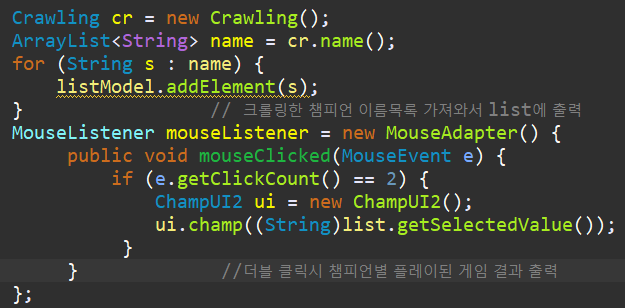 Crawling cr = new Crawling();
ArrayList<String> name = cr.name();
for (String s : name) {
listModel.addElement(s);
} // 크롤링한 챔피언 이름목록 가져와서 list에 출력
MouseListener mouseListener = new MouseAdapter() {
public void mouseClicked(MouseEvent e) {
if (e.getClickCount() == 2) {
ChampUI2 ui = new ChampUI2();
ui.champ((String)list.getSelectedValue());
}
} //더블 클릭시 챔피언별 플레이된 게임 결과 출력
};